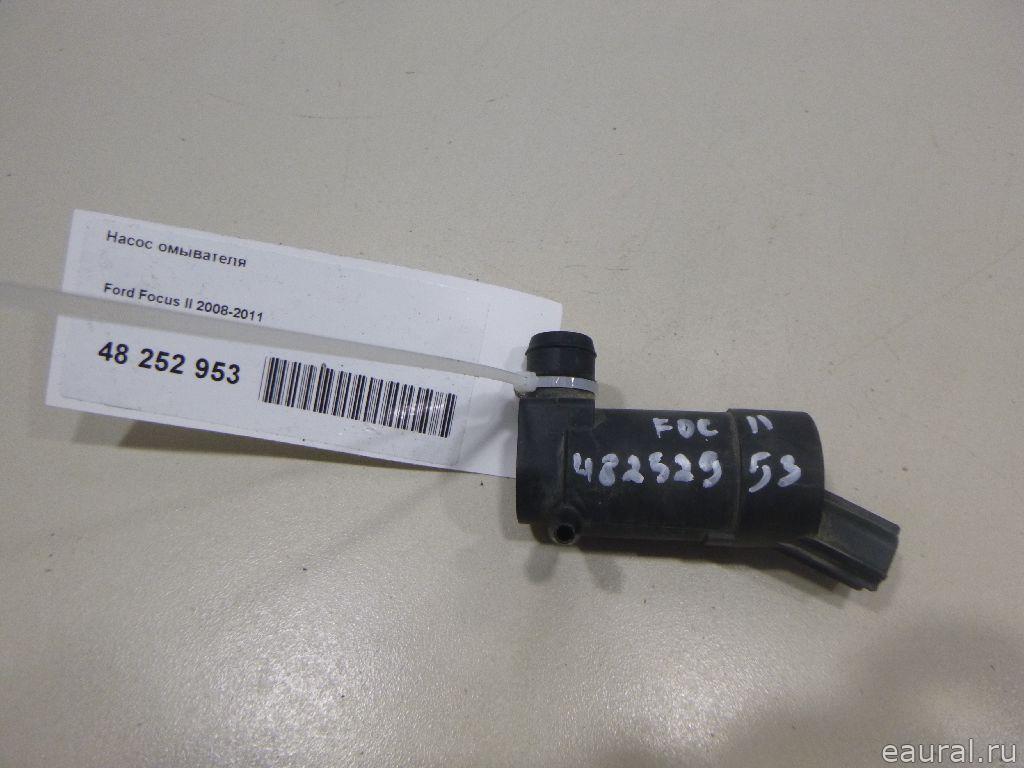 Насос омывателя
Ford Focus II 2008-2011
48 252 953
FOC II
482529 53
eaural.ru